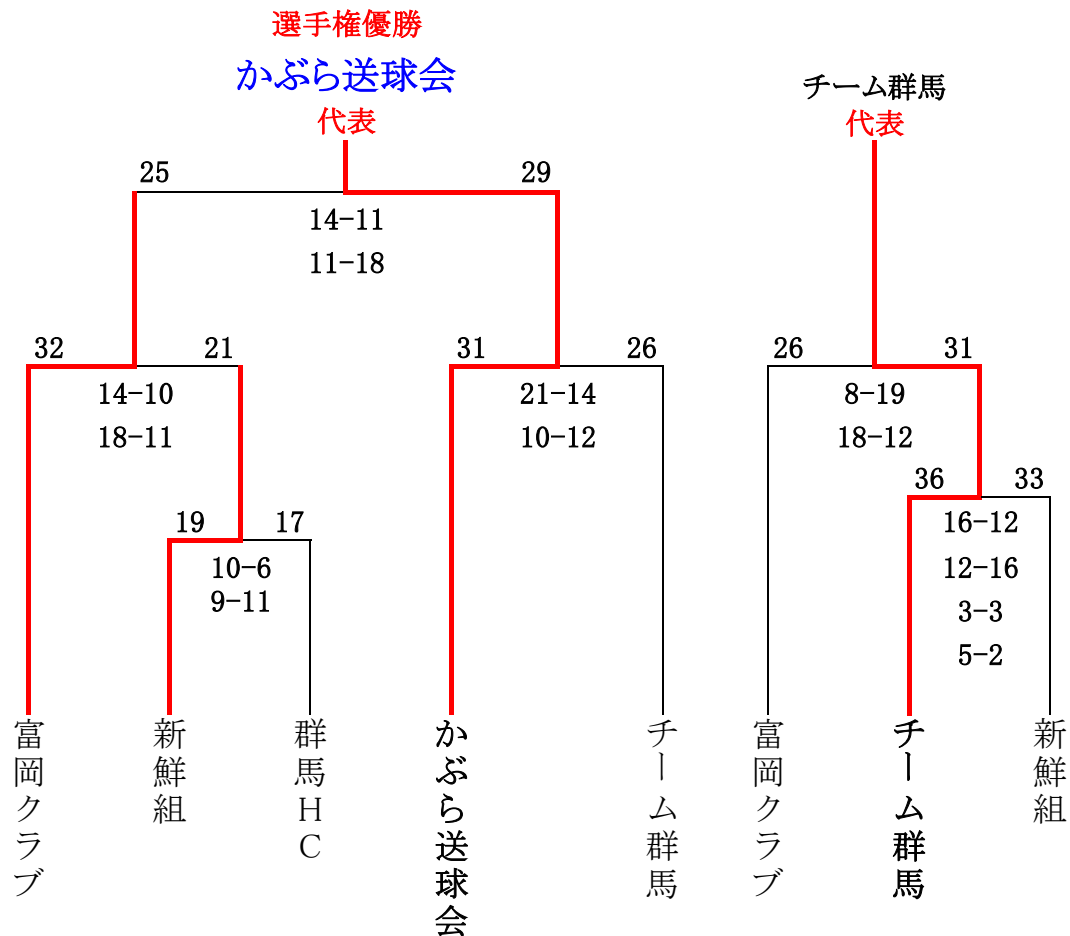 選手権優勝
かぶら送球会
代表
チーム群馬
代表
25
29
14-11
11-18
32
21
14-10
18-11
31
26
21-14
10-12
26
31
8-19
18-12
19
17
10-6
9-11
36
33
16-12
12-16
3-3
5-2
富岡クラブ
新鮮組
群馬HC
かぶら送球会
チーム群馬
富岡クラブ
チーム群馬
新鮮組